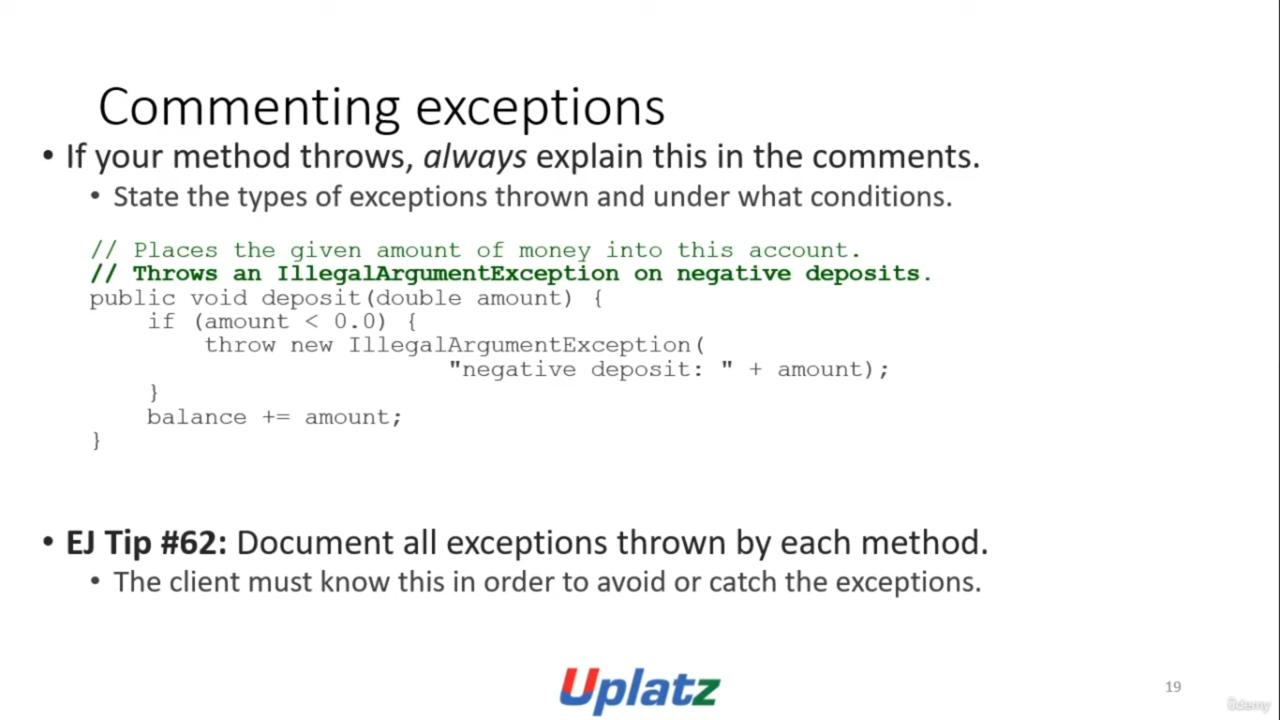 Commenting exceptions
• If your method throws, always explain this in the comments.
• State the types of exceptions thrown and under what conditions.
// Places the given amount of money into this account.
// Throws an IllegalArgumentException on negative deposits.
public void deposit(double amount) {
    if (amount < 0.0) {
        throw new IllegalArgumentException(
                         "negative deposit: " + amount);
    }
    balance += amount;
}
• EJ Tip #62: Document all exceptions thrown by each method.
• The client must know this in order to avoid or catch the exceptions.
Uplatz
19
ûdemy